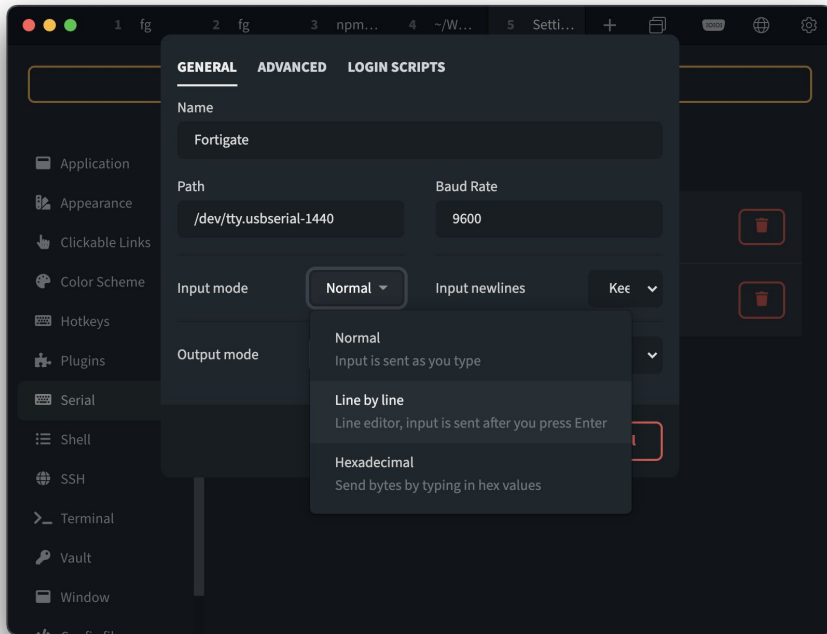 1 fg 2 fg 3 npm... 4 ~/W... 5 Setti...
GENERAL ADVANCED LOGIN SCRIPTS
Name
Fortigate
Path Baud Rate
/dev/tty.usbserial-1440 9600
Input mode Normal Input newlines Kee
Output mode
Normal
Input is sent as you type
Line by line
Line editor, input is sent after you press Enter
Hexadecimal
Send bytes by typing in hex values
Application
Appearance
Clickable Links
Color Scheme
Hotkeys
Plugins
Serial
Shell
SSH
Terminal
Vault
Window